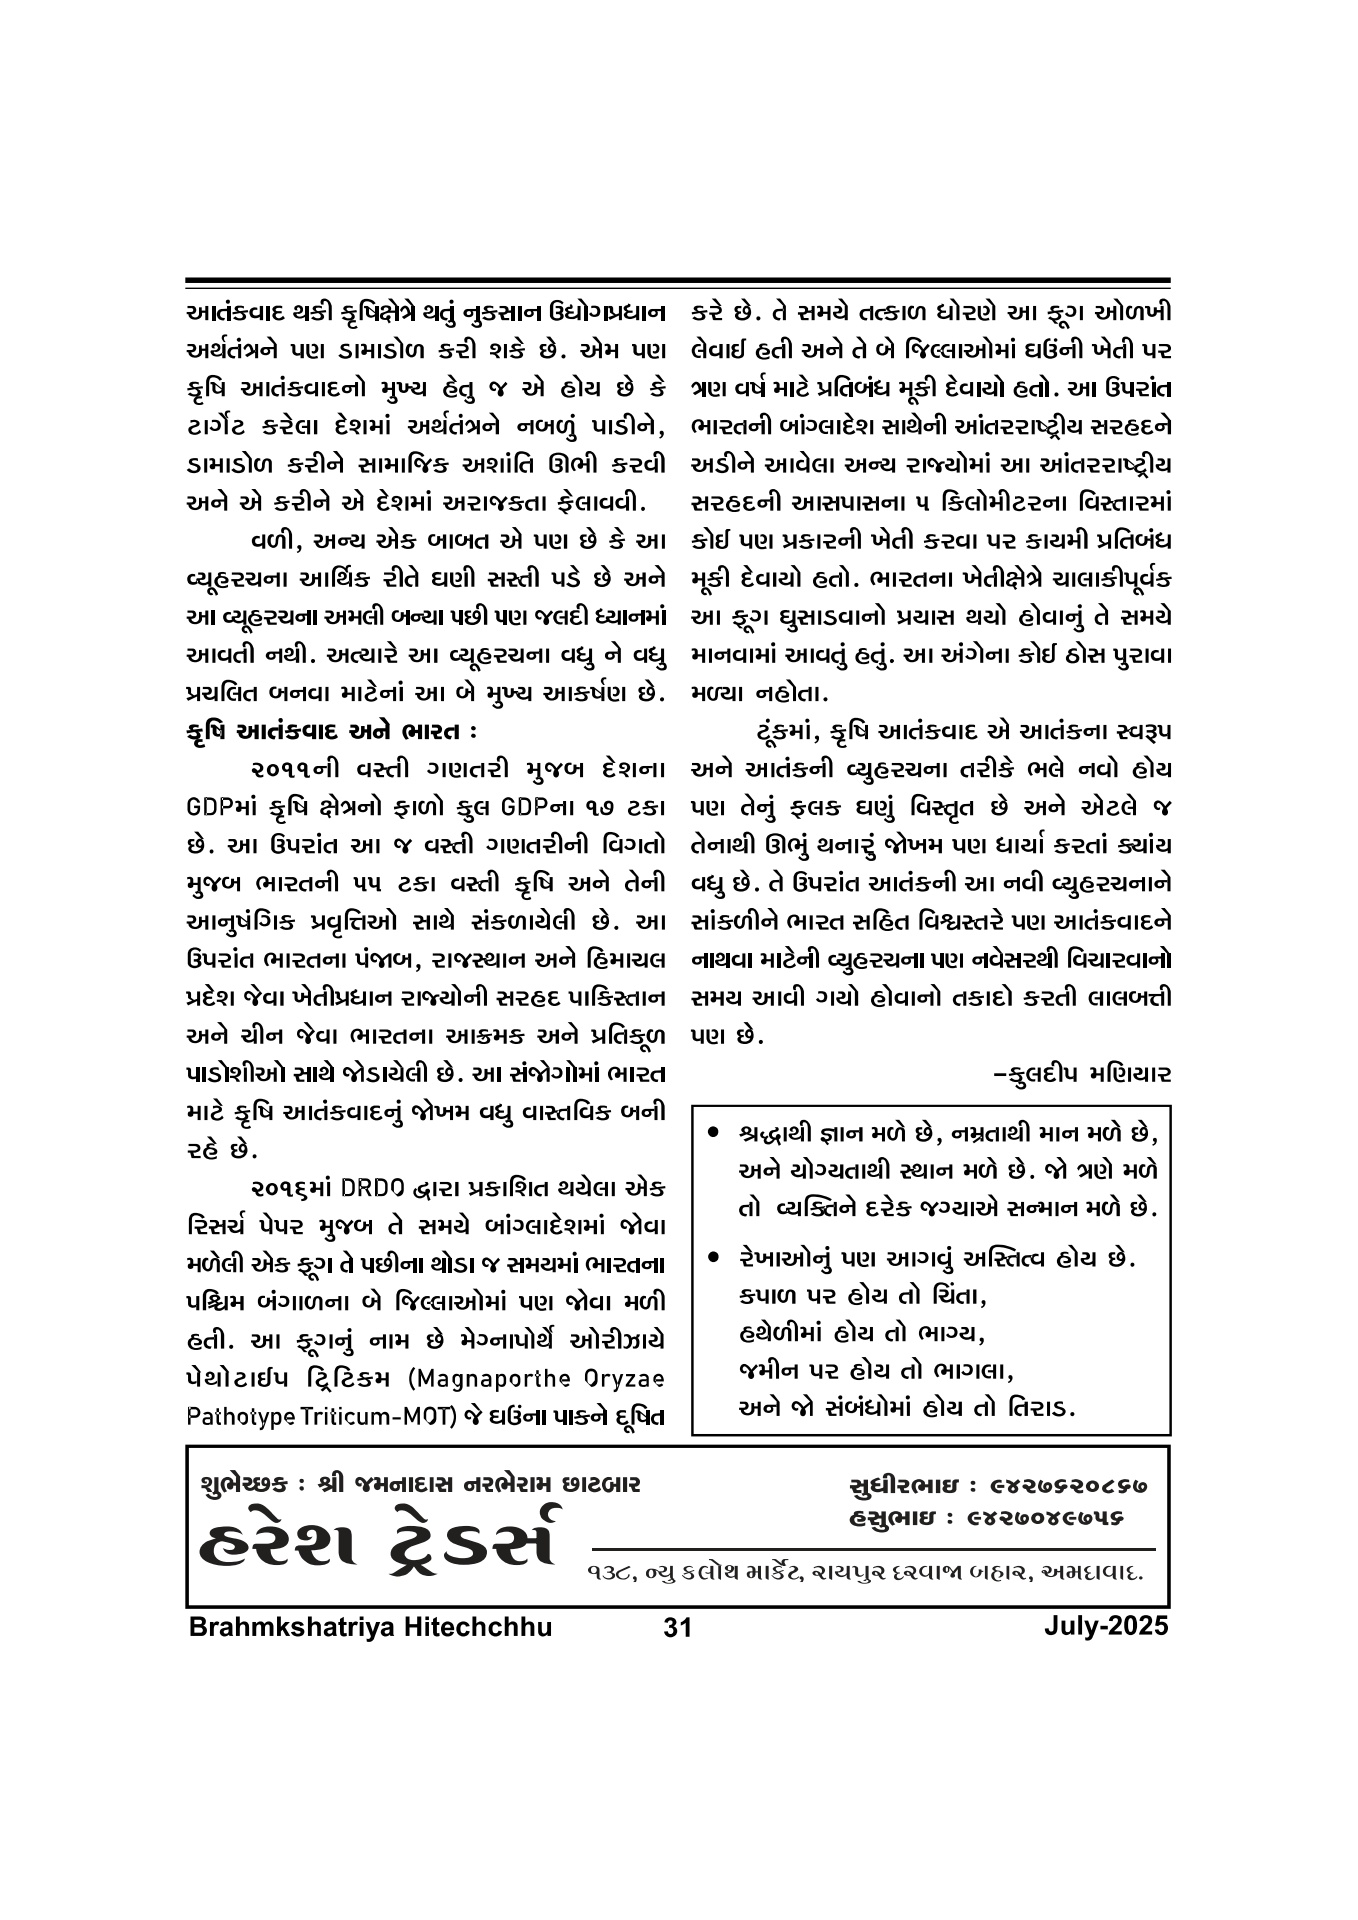 આતંકવાદ થકી કૃષિક્ષેત્રે થતું નુકસાન ઉદ્યોગપ્રધાન
અર્થતંત્રને પણ ડામાડોળ કરી શકે છે. એમ પણ
કૃષિ આતંકવાદનો મુખ્ય હેતુ જ એ હોય છે કે
ટાર્ગેટ કરેલા દેશમાં અર્થતંત્રને નબળું પાડીને,
ડામાડોળ કરીને સામાજિક અશાંતિ ઊભી કરવી
અને એ કરીને એ દેશમાં અરાજકતા ફેલાવવી.
વળી, અન્ય એક બાબત એ પણ છે કે આ
વ્યૂહરચના આર્થિક રીતે ઘણી સસ્તી પડે છે અને
આ વ્યૂહરચના અમલી બન્યા પછી પણ જલદી ધ્યાનમાં
આવતી નથી. અત્યારે આ વ્યૂહરચના વધુ ને વધુ
પ્રચલિત બનવા માટેનાં આ બે મુખ્ય આકર્ષણ છે.
કૃષિ આતંકવાદ અને ભારત :
૨૦૧૧ની વસ્તી ગણતરી મુજબ દેશના
GDPમાં કૃષિ ક્ષેત્રનો ફાળો કુલ GDPના ૧૭ ટકા
છે. આ ઉપરાંત આ જ વસ્તી ગણતરીની વિગતો
મુજબ ભારતની ૫૫ ટકા વસ્તી કૃષિ અને તેની
આનુષંગિક પ્રવૃત્તિઓ સાથે સંકળાયેલી છે. આ
ઉપરાંત ભારતના પંજાબ, રાજસ્થાન અને હિમાચલ
પ્રદેશ જેવા ખેતીપ્રધાન રાજ્યોની સરહદ પાકિસ્તાન
અને ચીન જેવા ભારતના આક્રમક અને પ્રતિકૂળ
પાડોશીઓ સાથે જોડાયેલી છે. આ સંજોગોમાં ભારત
માટે કૃષિ આતંકવાદનું જોખમ વધુ વાસ્તવિક બની
રહે છે.
૨૦૧૬માં DRDO દ્વારા પ્રકાશિત થયેલા એક
રિસર્ચ પેપર મુજબ તે સમયે બાંગ્લાદેશમાં જોવા
મળેલી એક ફૂગ તે પછીના થોડા જ સમયમાં ભારતના
પશ્ચિમ બંગાળના બે જિલ્લાઓમાં પણ જોવા મળી
હતી. આ ફૂગનું નામ છે મેગ્નાપોર્થે ઓરીઝાયે
પેથોટાઈપ ટ્રિટિકમ (Magnaporthe Oryzae
Pathotype Triticum-MOT) જે ઘઉંના પાકને દૂષિત
કરે છે. તે સમયે તત્કાળ ધોરણે આ ફૂગ ઓળખી
લેવાઈ હતી અને તે બે જિલ્લાઓમાં ઘઉંની ખેતી પર
ત્રણ વર્ષ માટે પ્રતિબંધ મૂકી દેવાયો હતો. આ ઉપરાંત
ભારતની બાંગ્લાદેશ સાથેની આંતરરાષ્ટ્રીય સરહદને
અડીને આવેલા અન્ય રાજ્યોમાં આ આંતરરાષ્ટ્રીય
સરહદની આસપાસના ૫ કિલોમીટરના વિસ્તારમાં
કોઈ પણ પ્રકારની ખેતી કરવા પર કાયમી પ્રતિબંધ
મૂકી દેવાયો હતો. ભારતના ખેતીક્ષેત્રે ચાલાકીપૂર્વક
આ ફૂગ ઘુસાડવાનો પ્રયાસ થયો હોવાનું તે સમયે
માનવામાં આવતું હતું. આ અંગેના કોઈ ઠોસ પુરાવા
મળ્યા નહોતા.
ટૂંકમાં, કૃષિ આતંકવાદ એ આતંકના સ્વરૂપ
અને આતંકની વ્યુહરચના તરીકે ભલે નવો હોય
પણ તેનું ફલક ઘણું વિસ્તૃત છે અને એટલે જ
તેનાથી ઊભું થનારું જોખમ પણ ધાર્યા કરતાં ક્યાંય
વધુ છે. તે ઉપરાંત આતંકની આ નવી વ્યુહરચનાને
સાંકળીને ભારત સહિત વિશ્વસ્તરે પણ આતંકવાદને
નાથવા માટેની વ્યુહરચના પણ નવેસરથી વિચારવાનો
સમય આવી ગયો હોવાનો તકાદો કરતી લાલબત્તી
પણ છે.
–કુલદીપ મણિયાર
• શ્રદ્ધાથી જ્ઞાન મળે છે, નમ્રતાથી માન મળે છે,
અને યોગ્યતાથી સ્થાન મળે છે. જો ત્રણે મળે
તો વ્યક્તિને દરેક જગ્યાએ સન્માન મળે છે.
• રેખાઓનું પણ આગવું અસ્તિત્વ હોય છે.
કપાળ પર હોય તો ચિંતા,
હથેળીમાં હોય તો ભાગ્ય,
જમીન પર હોય તો ભાગલા,
અને જો સંબંધોમાં હોય તો તિરાડ.
શુભેચ્છક : શ્રી જમનાદાસ નરભેરામ છાટબાર
હરેશ ટ્રેડર્સ
સુધીરભાઇ : ૯૪૨૭૬૨૦૮૬૭
હસુભાઇ : ૯૪૨૭૦૪૯૭૫૬
૧૩૮, ન્યુ કલોથ માર્કેટ, રાયપુર દરવાજા બહાર, અમદાવાદ.
Brahmkshatriya Hitechchhu 31 July-2025